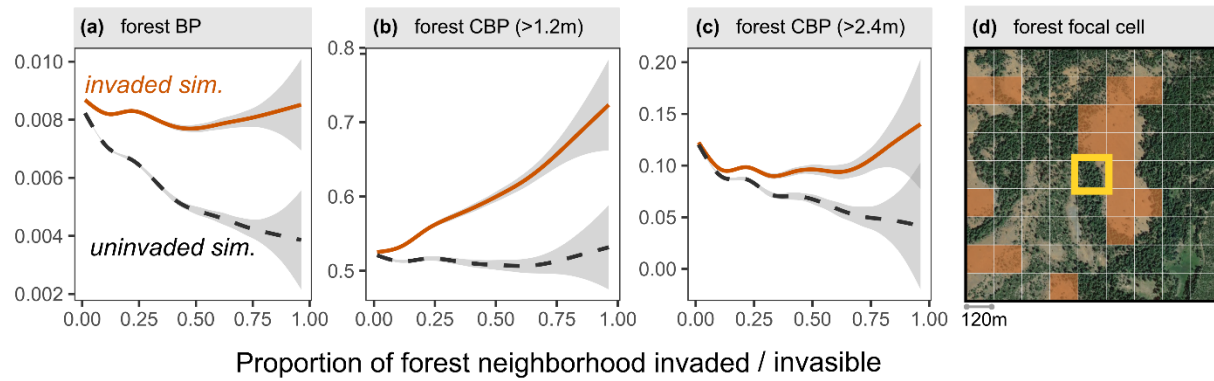 (a) forest BP
0.010
0.008
0.006
0.004
0.002
invaded sim.
uninvaded sim.
0.00 0.25 0.50 0.75 1.00
(b) forest CBP (>1.2m)
0.8
0.7
0.6
0.5
0.00 0.25 0.50 0.75 1.00
(c) forest CBP (>2.4m)
0.20
0.15
0.10
0.05
0.00
0.00 0.25 0.50 0.75 1.00
(d) forest focal cell
120m
Proportion of forest neighborhood invaded / invasible